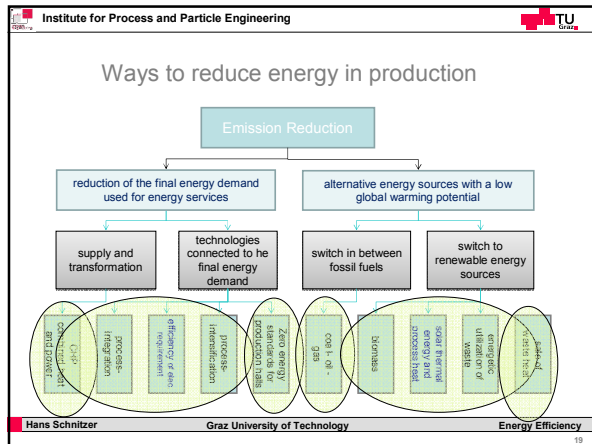 Institute for Process and Particle Engineering
TU
Graz
Ways to reduce energy in production
Emission Reduction
reduction of the final energy demand
used for energy services
alternative energy sources with a low
global warming potential
supply and
transformation
technologies
connected to he
final energy
demand
switch in between
fossil fuels
switch to
renewable energy
sources
CHP
combined heat
and power
process-
integration
efficiency of elec
requirement
process-
intensification
Zero energy
standards for
production halls
coal - oil -
gas
biomass
solar thermal
energy and
process heat
energetic
utilization of
waste
sale of
waste heat
Hans Schnitzer
Graz University of Technology
Energy Efficiency
19